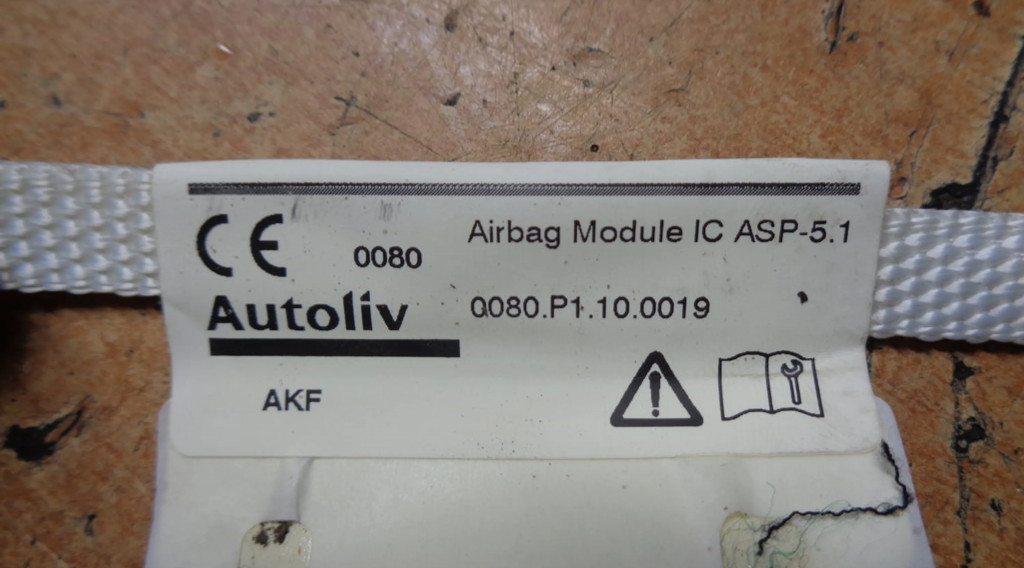 CE 0080
Airbag Module IC ASP-5.1
Autoliv
0080.P1.10.0019
AKF